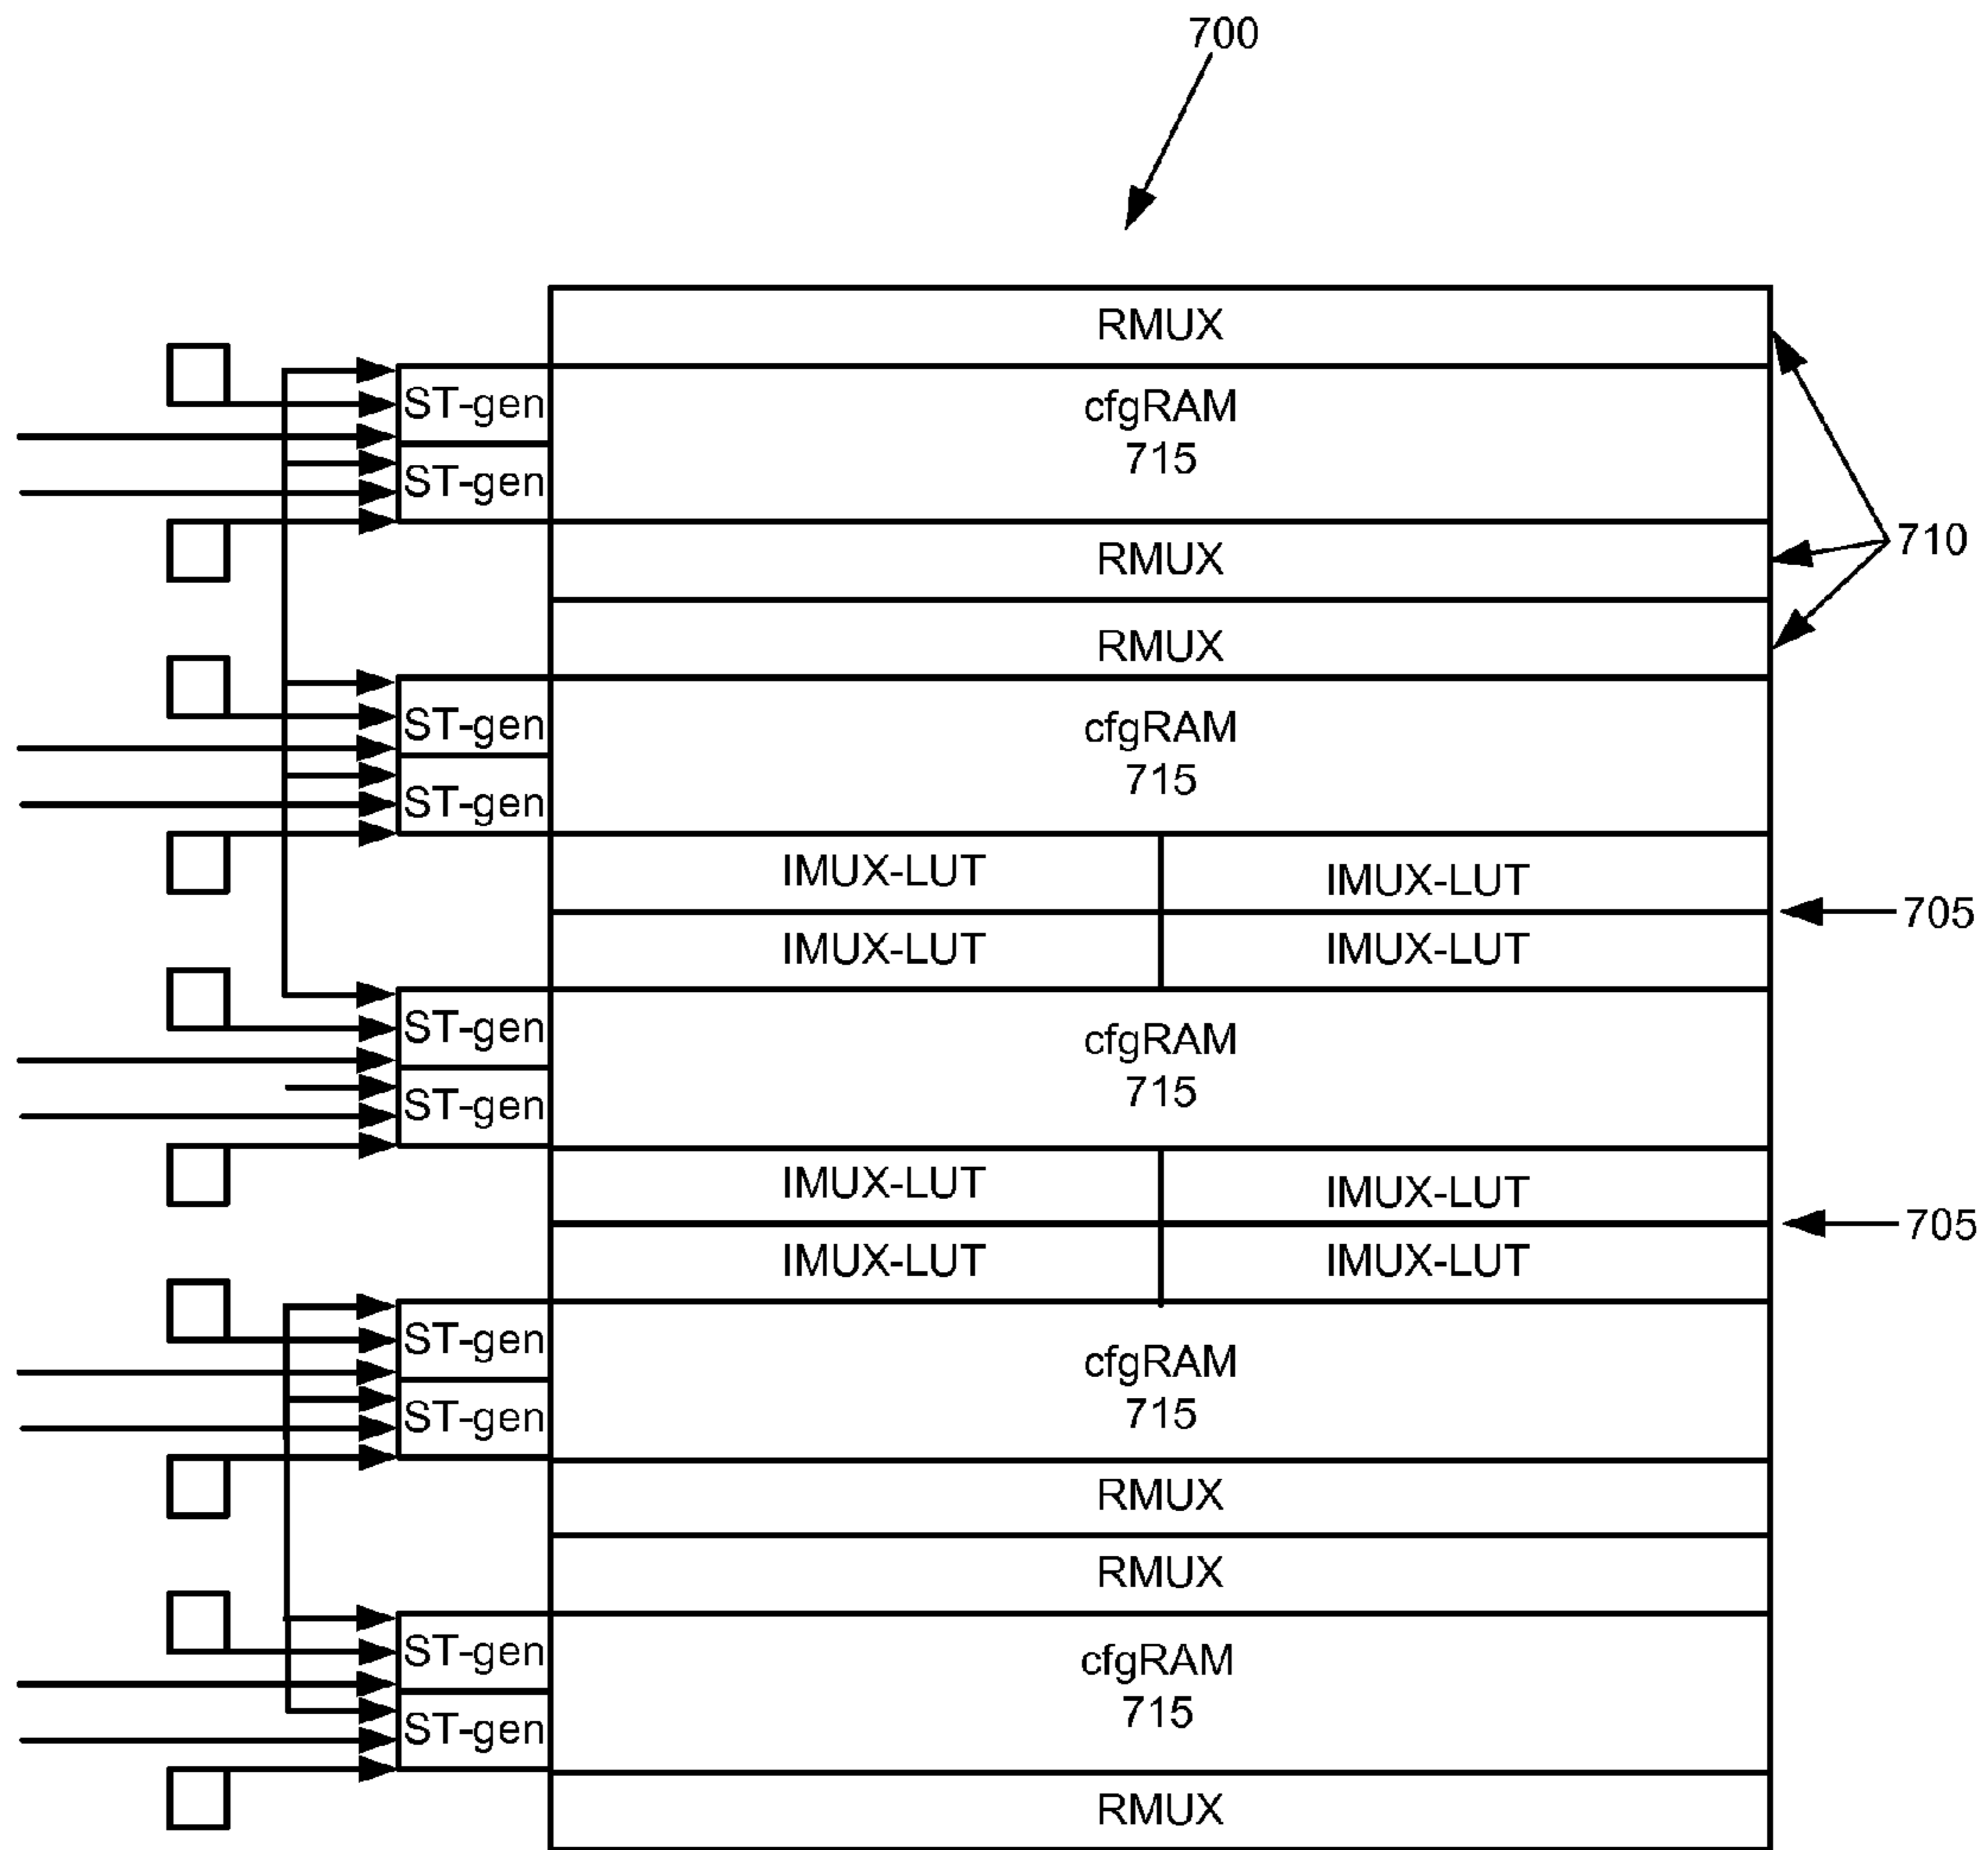 700
RMUX
ST-gen
cfgRAM
715
ST-gen
RMUX
710
RMUX
ST-gen
cfgRAM
715
ST-gen
IMUX-LUT IMUX-LUT
705
IMUX-LUT IMUX-LUT
ST-gen
cfgRAM
715
ST-gen
IMUX-LUT IMUX-LUT
705
IMUX-LUT IMUX-LUT
ST-gen
cfgRAM
715
ST-gen
RMUX
RMUX
ST-gen
cfgRAM
715
ST-gen
RMUX